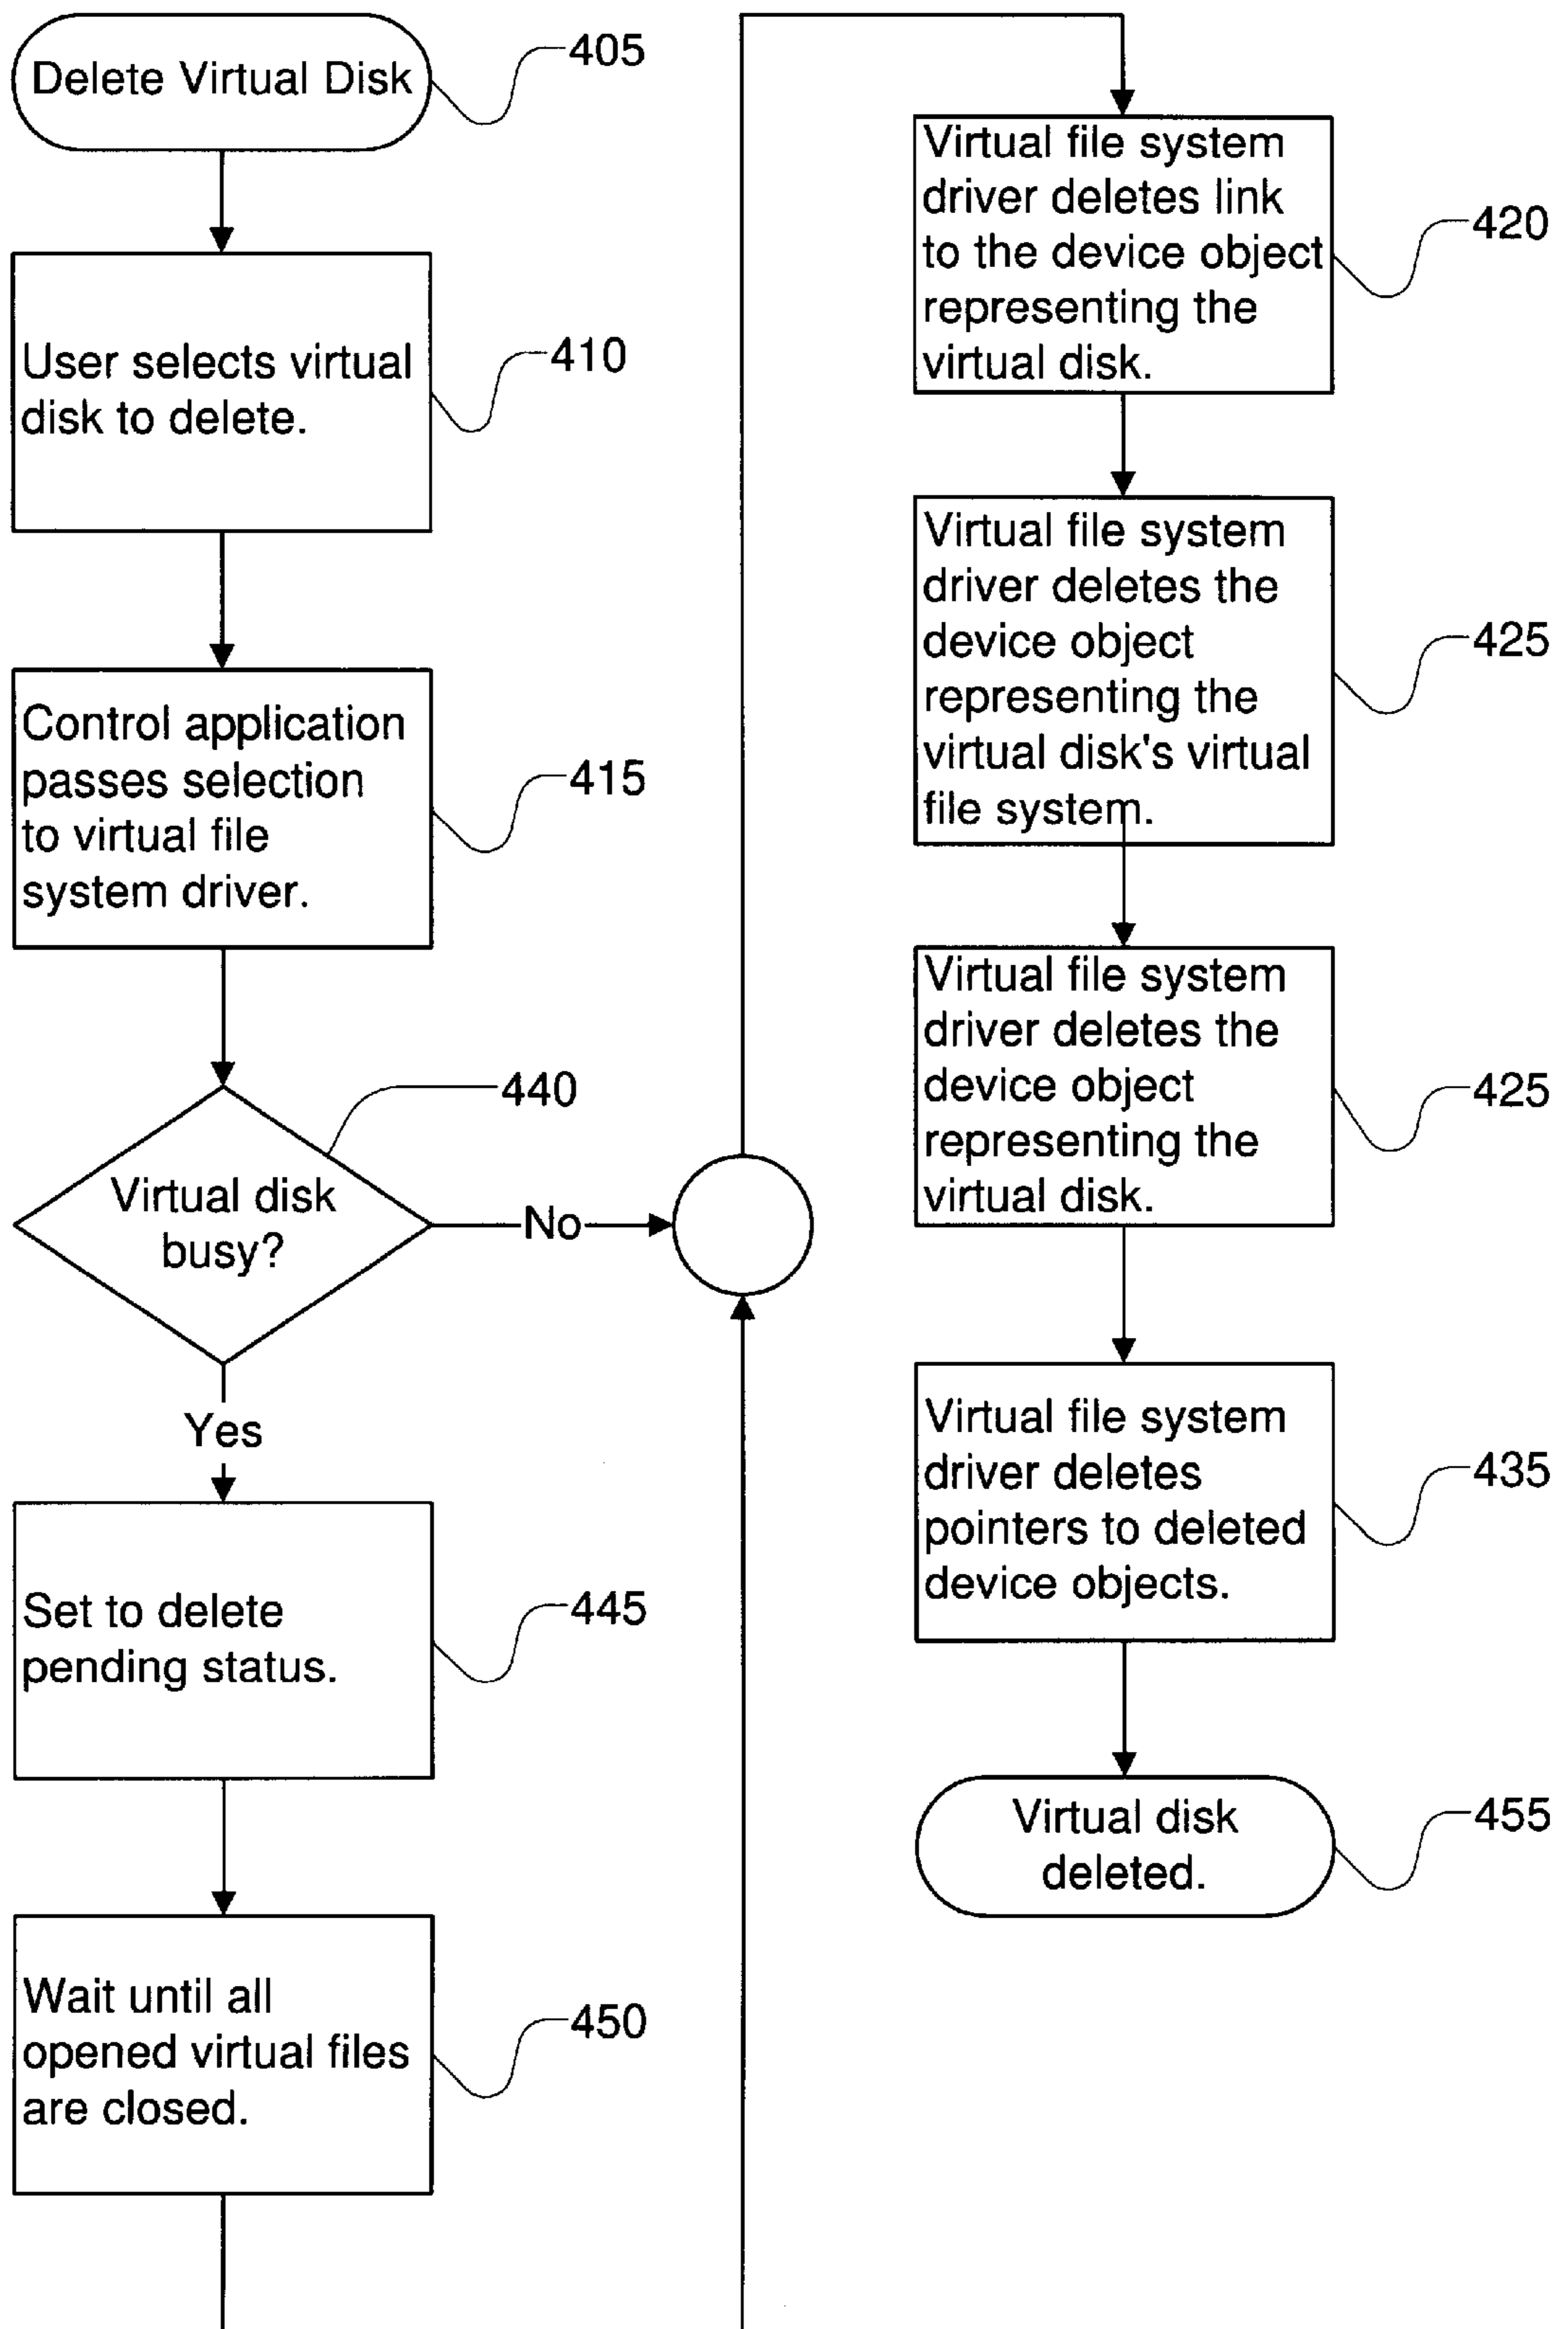 Delete Virtual Disk
405
User selects virtual
disk to delete.
410
Control application
passes selection
to virtual file
system driver.
415
Virtual disk
busy?
440
No
Yes
Set to delete
pending status.
445
Wait until all
opened virtual files
are closed.
450
Virtual file system
driver deletes link
to the device object
representing the
virtual disk.
420
Virtual file system
driver deletes the
device object
representing the
virtual disk's virtual
file system.
425
Virtual file system
driver deletes the
device object
representing the
virtual disk.
425
Virtual file system
driver deletes
pointers to deleted
device objects.
435
Virtual disk
deleted.
455